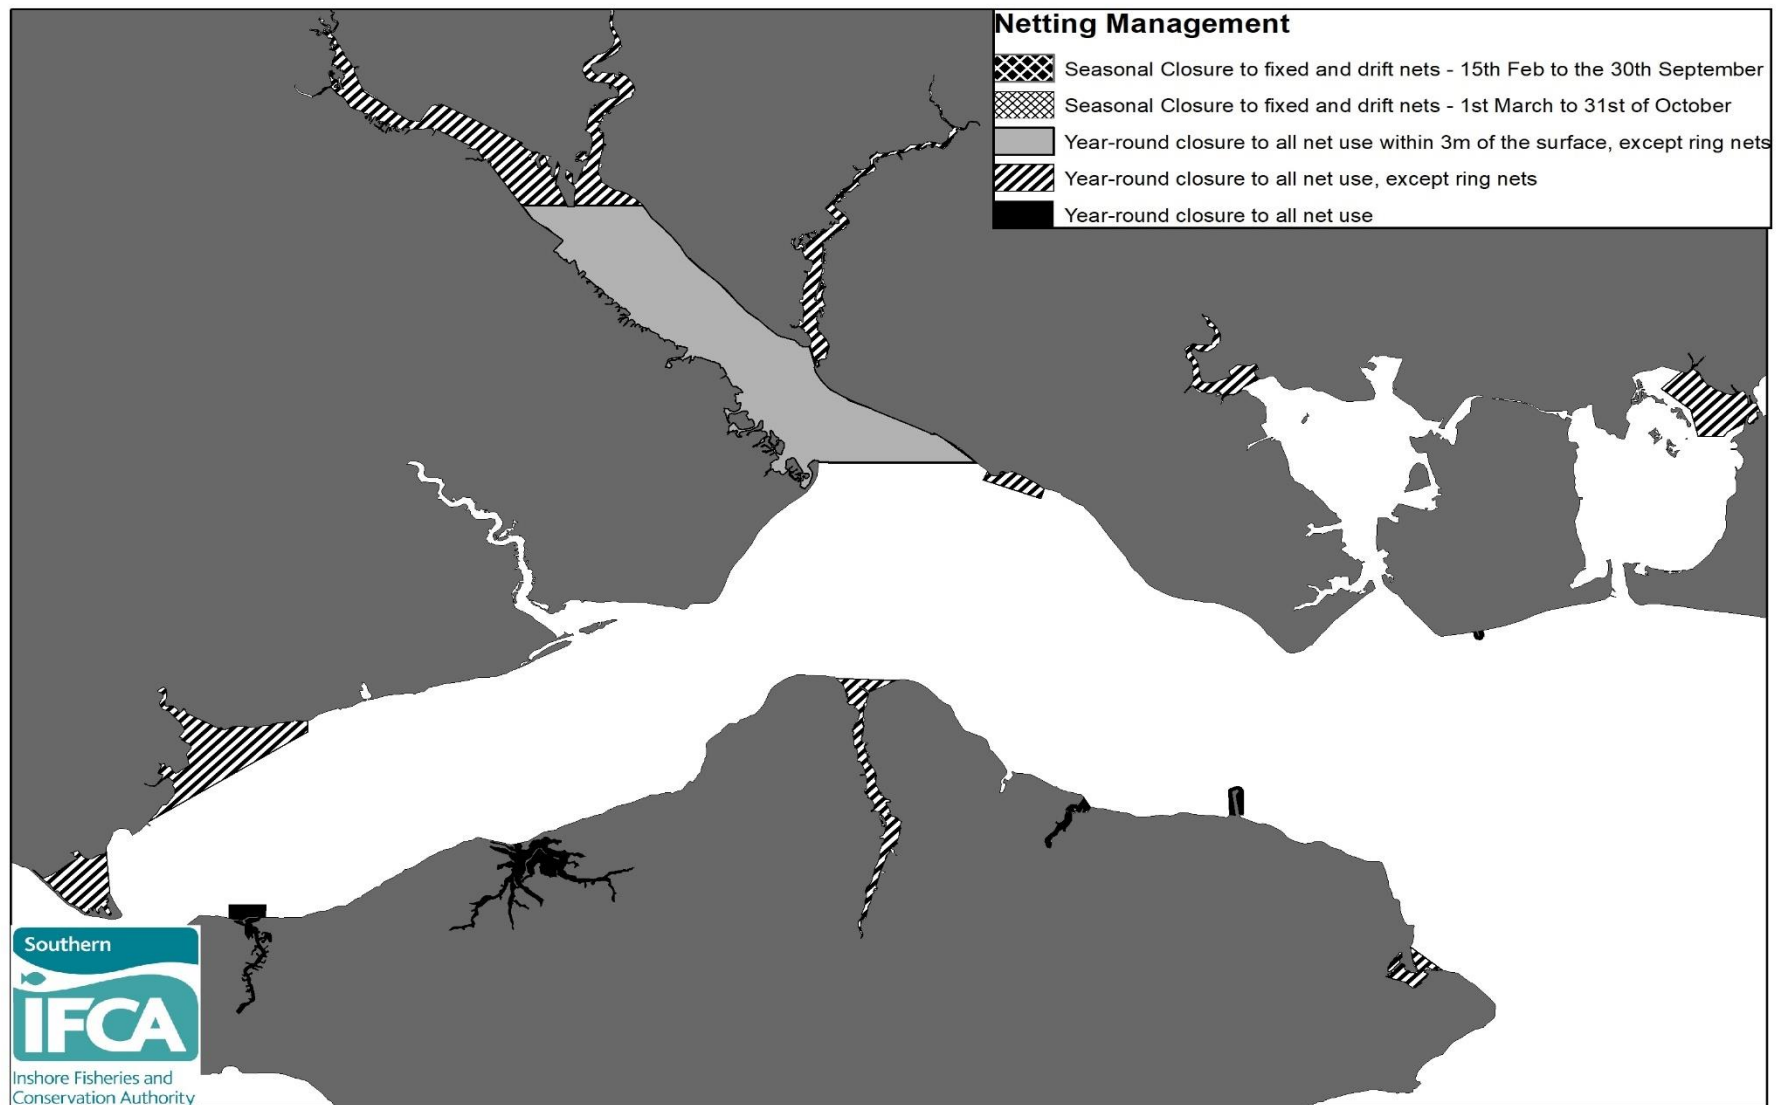 Netting Management
Seasonal Closure to fixed and drift nets - 15th Feb to the 30th September
Seasonal Closure to fixed and drift nets - 1st March to 31st of October
Year-round closure to all net use within 3m of the surface, except ring nets
Year-round closure to all net use, except ring nets
Year-round closure to all net use
Southern
IFCA
Inshore Fisheries and
Conservation Authority